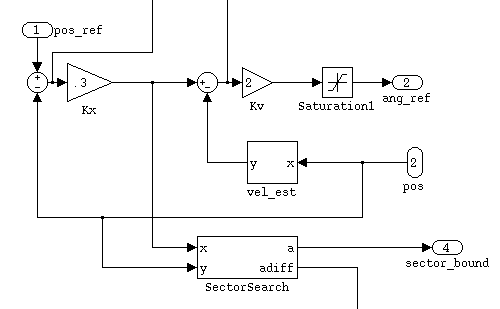 1 pos_ref
+
−
.3
Kx
+
−
2
Kv
Saturation1
2
ang_ref
y x
vel_est
2
pos
x a
y adiff
SectorSearch
4
sector_bound